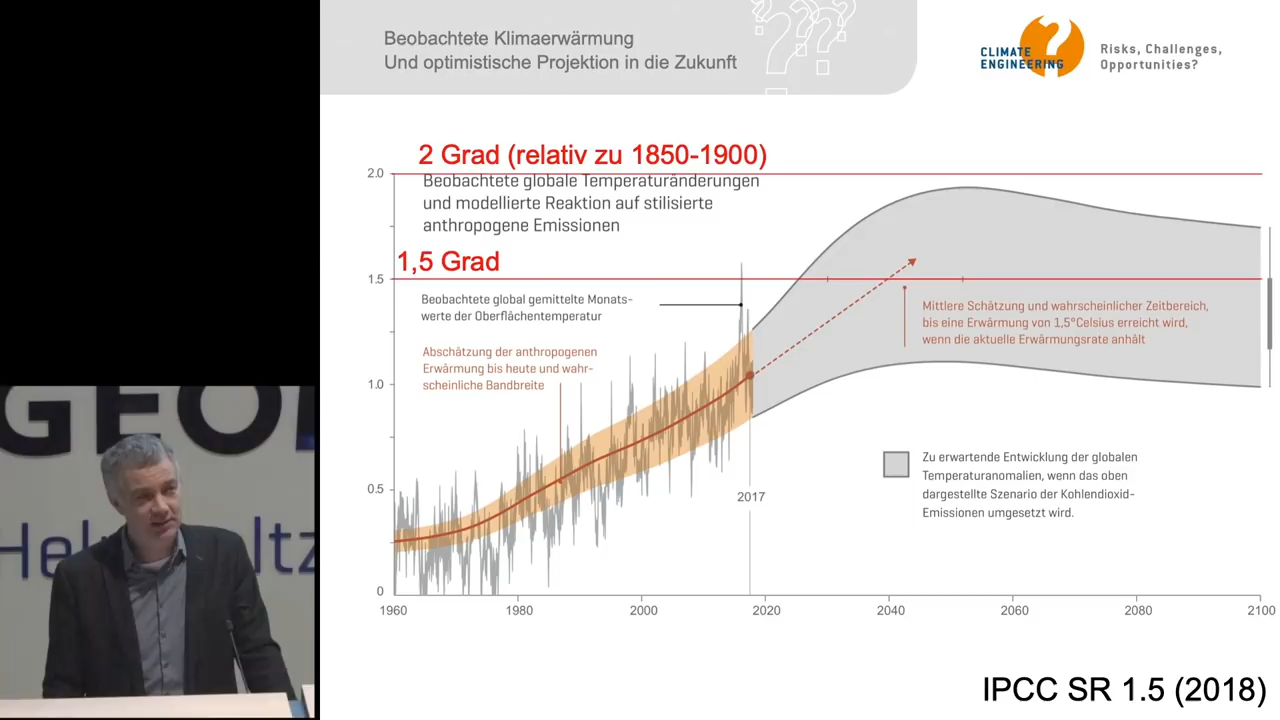 Beobachtete Klimaerwärmung
Und optimistische Projektion in die Zukunft
CLIMATE
ENGINEERING
Risks, Challenges,
Opportunities?
2 Grad (relativ zu 1850-1900)
2.0
Beobachtete globale Temperaturänderungen
und modellierte Reaktion auf stilisierte
anthropogene Emissionen
1,5 Grad
1.5
Beobachtete global gemittelte Monats-
werte der Oberflächentemperatur
Mittlere Schätzung und wahrscheinlicher Zeitbereich,
bis eine Erwärmung von 1,5°Celsius erreicht wird,
wenn die aktuelle Erwärmungsrate anhält
Abschätzung der anthropogenen
Erwärmung bis heute und wahr-
scheinliche Bandbreite
1.0
Zu erwartende Entwicklung der globalen
Temperaturanomalien, wenn das oben
dargestellte Szenario der Kohlendioxid-
Emissionen umgesetzt wird.
0.5
2017
0
1960 1980 2000 2020 2040 2060 2080 2100
IPCC SR 1.5 (2018)